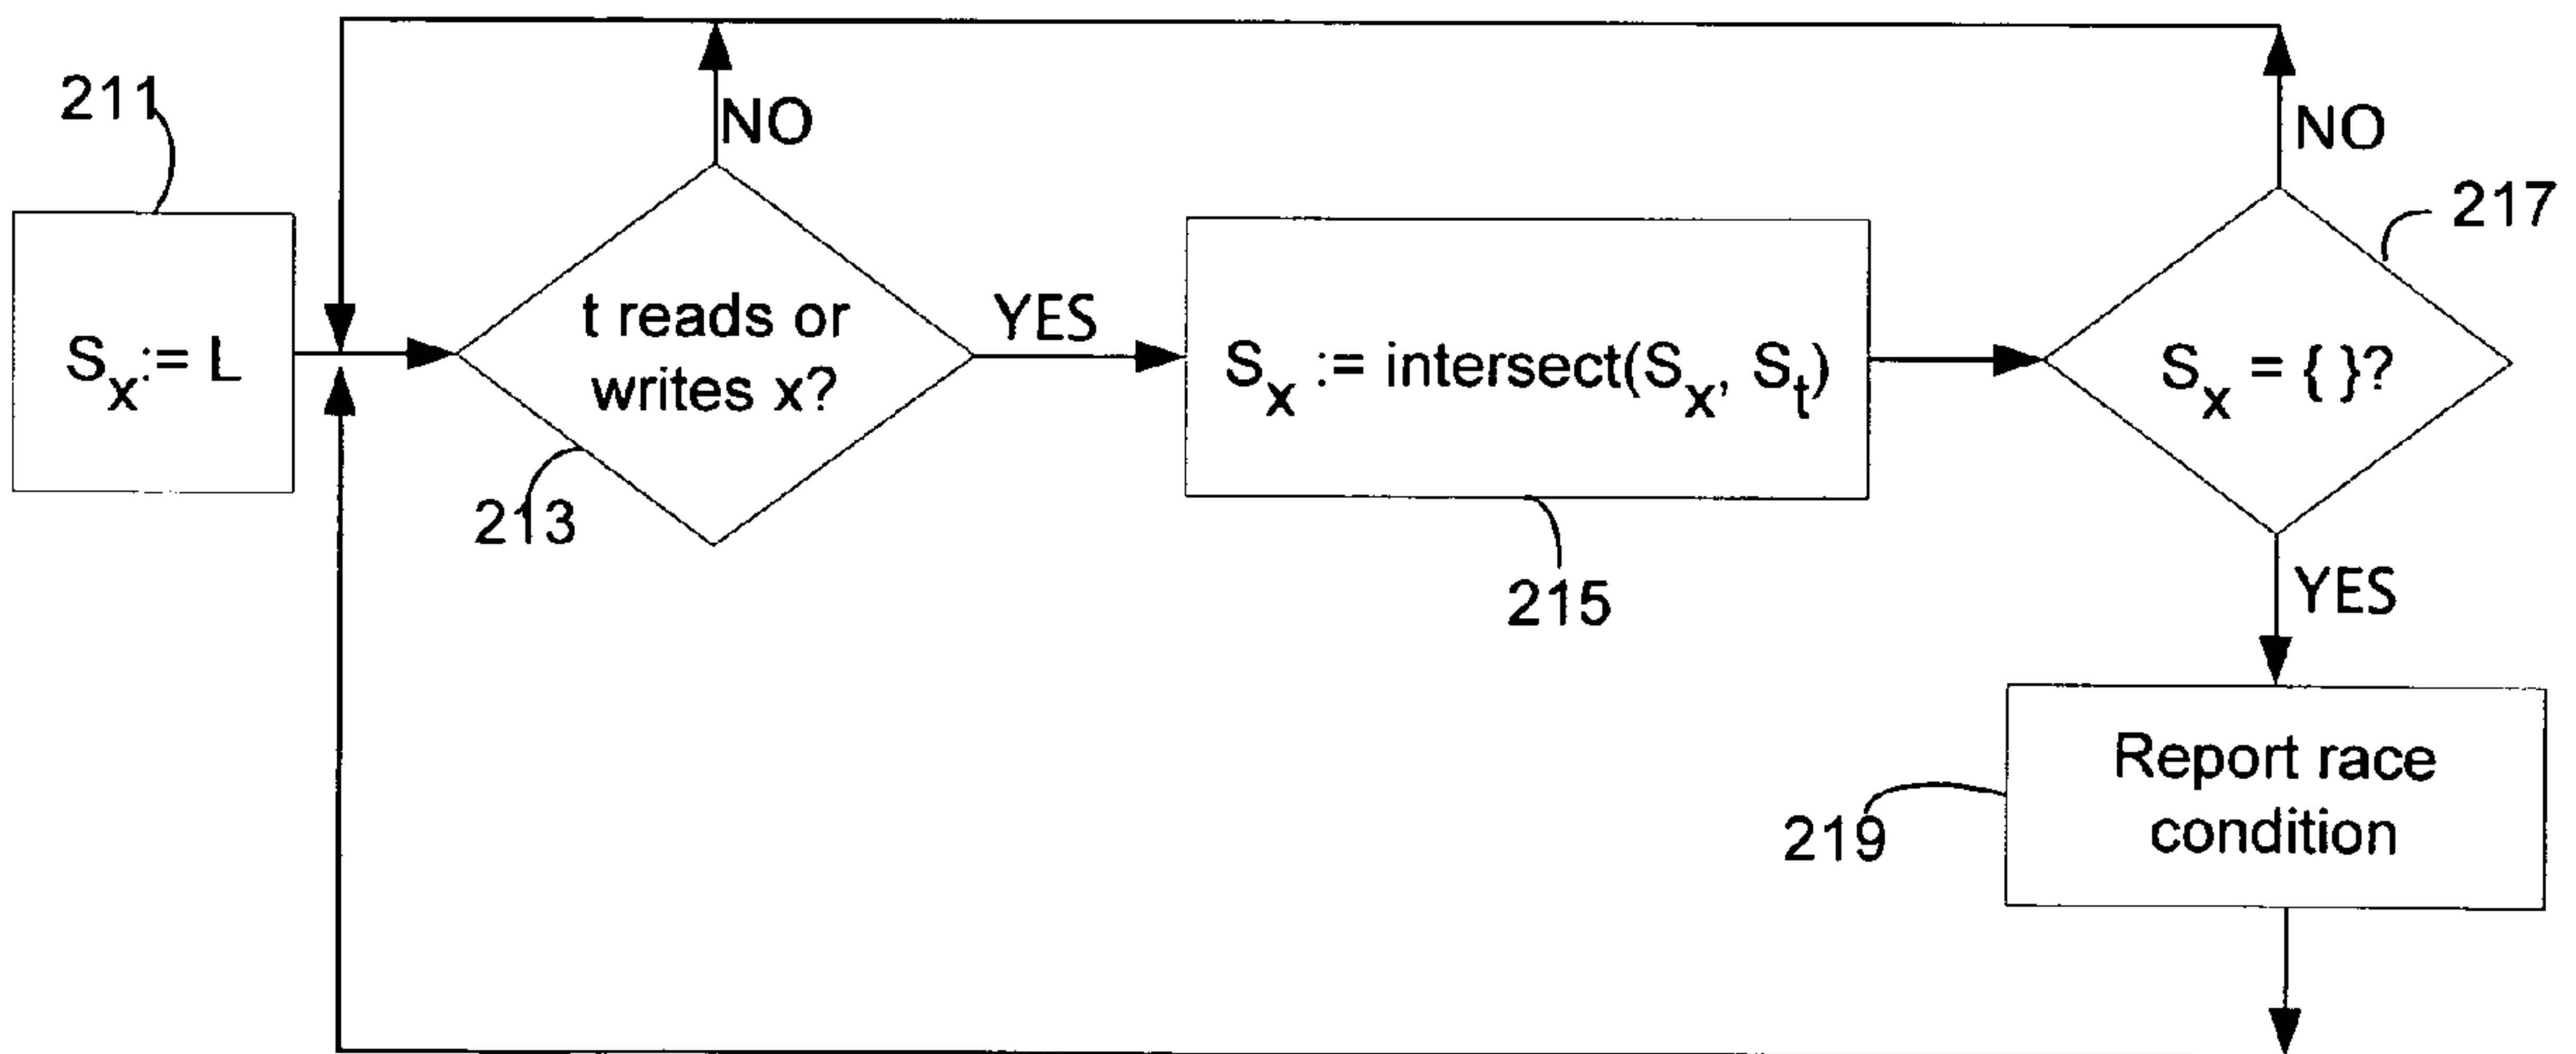 211
NO
NO
217
S_x := L
t reads or
writes x?
YES
S_x := intersect(S_x, S_t)
S_x = { }?
213
215
YES
Report race
condition
219